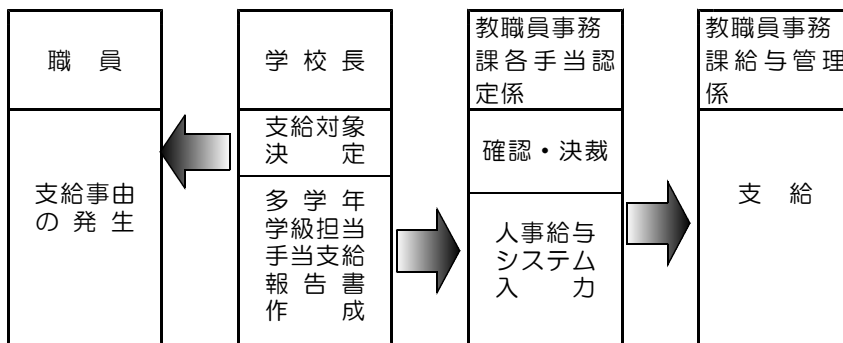 職員
支給事由
の発生
学校長
支給対象
決定
多学年
学級担当
手当支給
報告書
作成
教職員事務
課各手当認
定係
確認・決裁
人事給与
システム
入力
教職員事務
課給与管理
係
支給